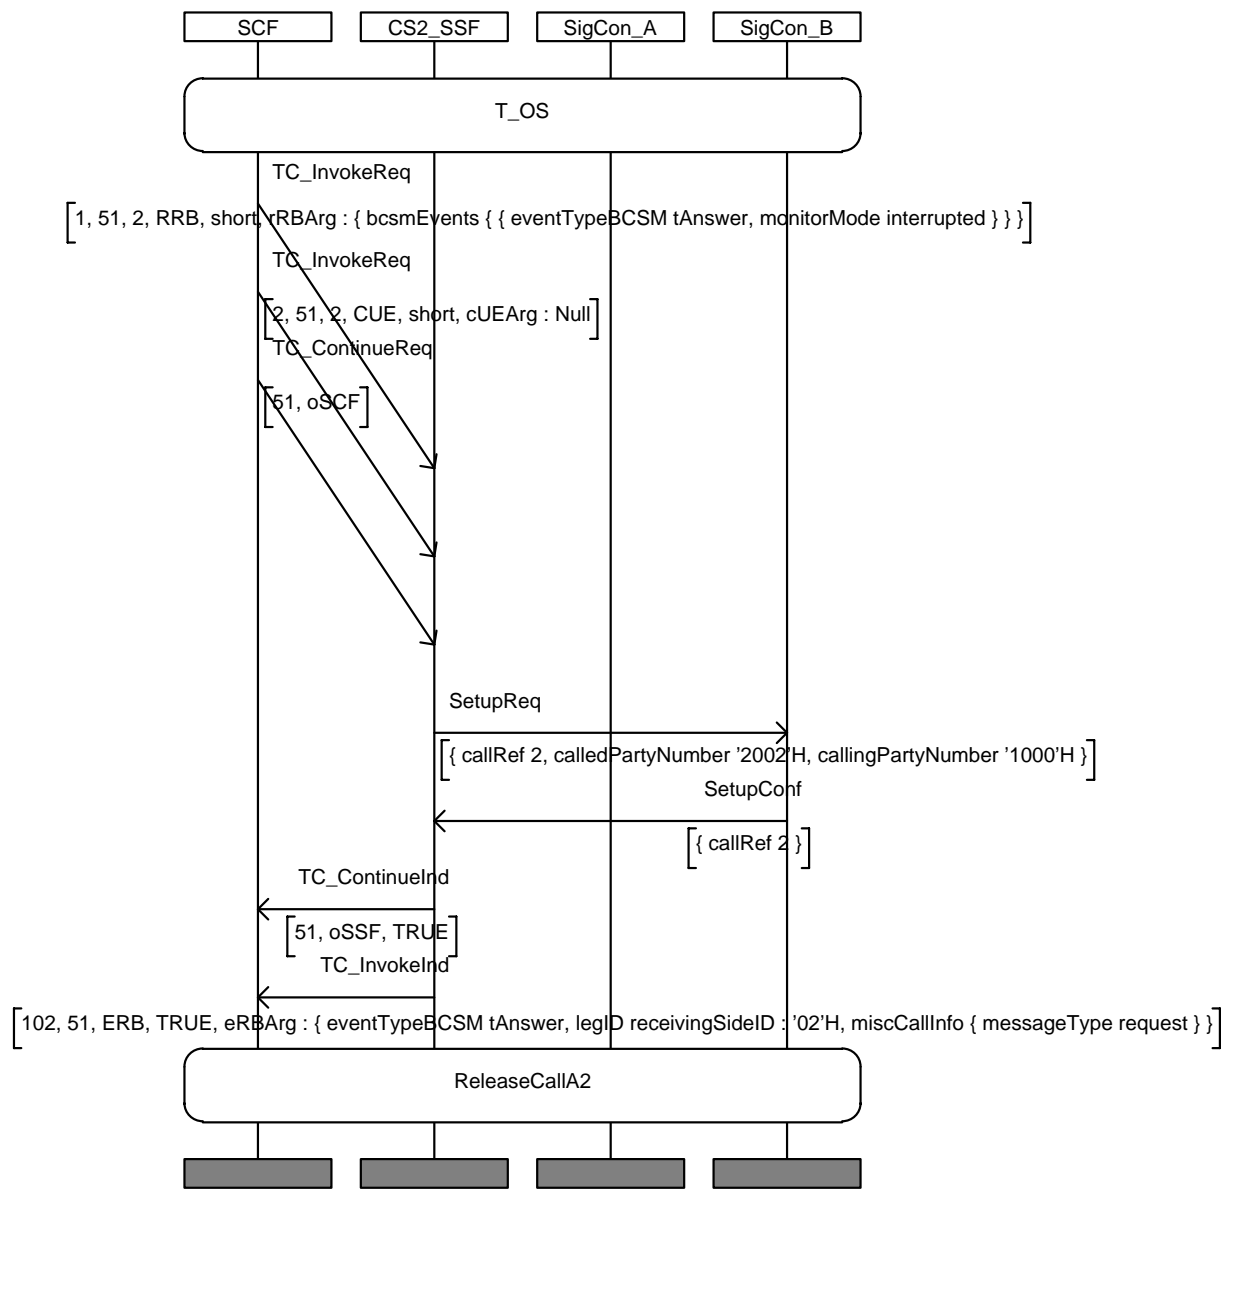 SCF CS2_SSF SigCon_A SigCon_B
T_OS
TC_InvokeReq
[1, 51, 2, RRB, short, rRBArg : { bcsmEvents { { eventTypeBCSM tAnswer, monitorMode interrupted } } }]
TC_InvokeReq
[2, 51, 2, CUE, short, cUEArg : Null]
TC_ContinueReq
[51, oSCF]
SetupReq
[{ callRef 2, calledPartyNumber '2002'H, callingPartyNumber '1000'H }]
SetupConf
[{ callRef 2 }]
TC_ContinueInd
[51, oSSF, TRUE]
TC_InvokeInd
[102, 51, ERB, TRUE, eRBArg : { eventTypeBCSM tAnswer, legID receivingSideID : '02'H, miscCallInfo { messageType request } }]
ReleaseCallA2